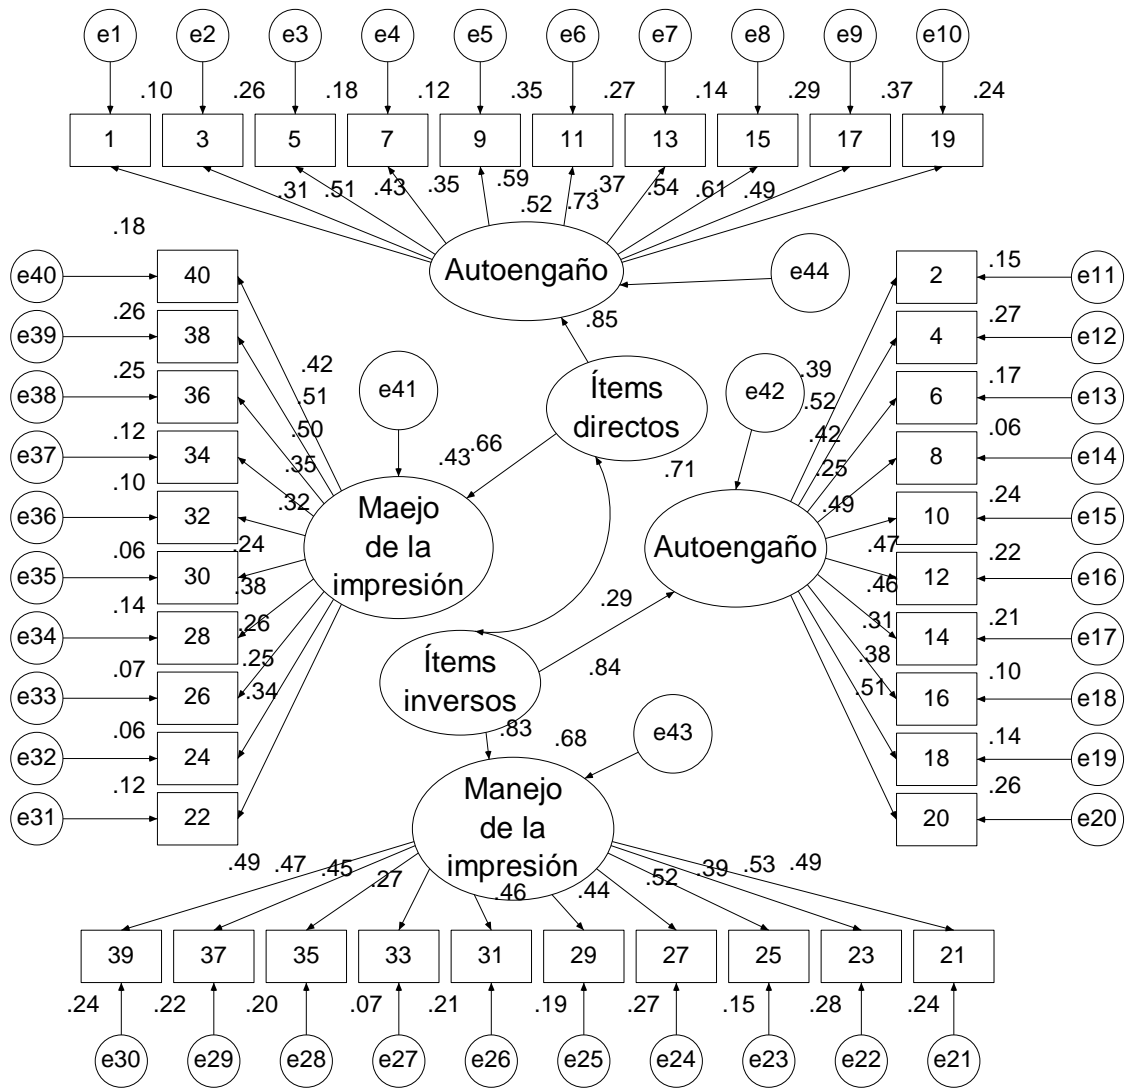 e1 e2 e3 e4 e5 e6 e7 e8 e9 e10
.10 .26 .18 .12 .35 .27 .14 .29 .37 .24
1 3 5 7 9 11 13 15 17 19
.31 .51 .43 .35 .59 .37 .54 .61 .49
.52 .73
.18
Autoengaño
e44
e40 40
2 .15 e11
.85
.26
e39 38
4 .27 e12
.42
.39
e38 .25 36
.51
e41
Ítems
directos
e42
.52
6 .17 e13
.50
.42
e37 .12 34
.35
.43 .66
.71
.25
8 .06 e14
e36 .10 32
.32
Maejo
de la
impresión
Autoengaño
.49
10 .24 e15
.24
.47
e35 .06 30
.38
.29
.46
12 .22 e16
e34 .14 28
.26
.31
14 .21 e17
.25
Ítems
inversos
.84
.38
e33 .07 26
.34
.51
16 .10 e18
e32 .06 24
.83 .68 e43
18 .14 e19
e31 .12 22
Manejo
de la
impresión
20 .26 e20
.49 .47 .45 .27 .46 .44 .52 .39 .53 .49
39 37 35 33 31 29 27 25 23 21
.24 .22 .20 .07 .21 .19 .27 .15 .28 .24
e30 e29 e28 e27 e26 e25 e24 e23 e22 e21